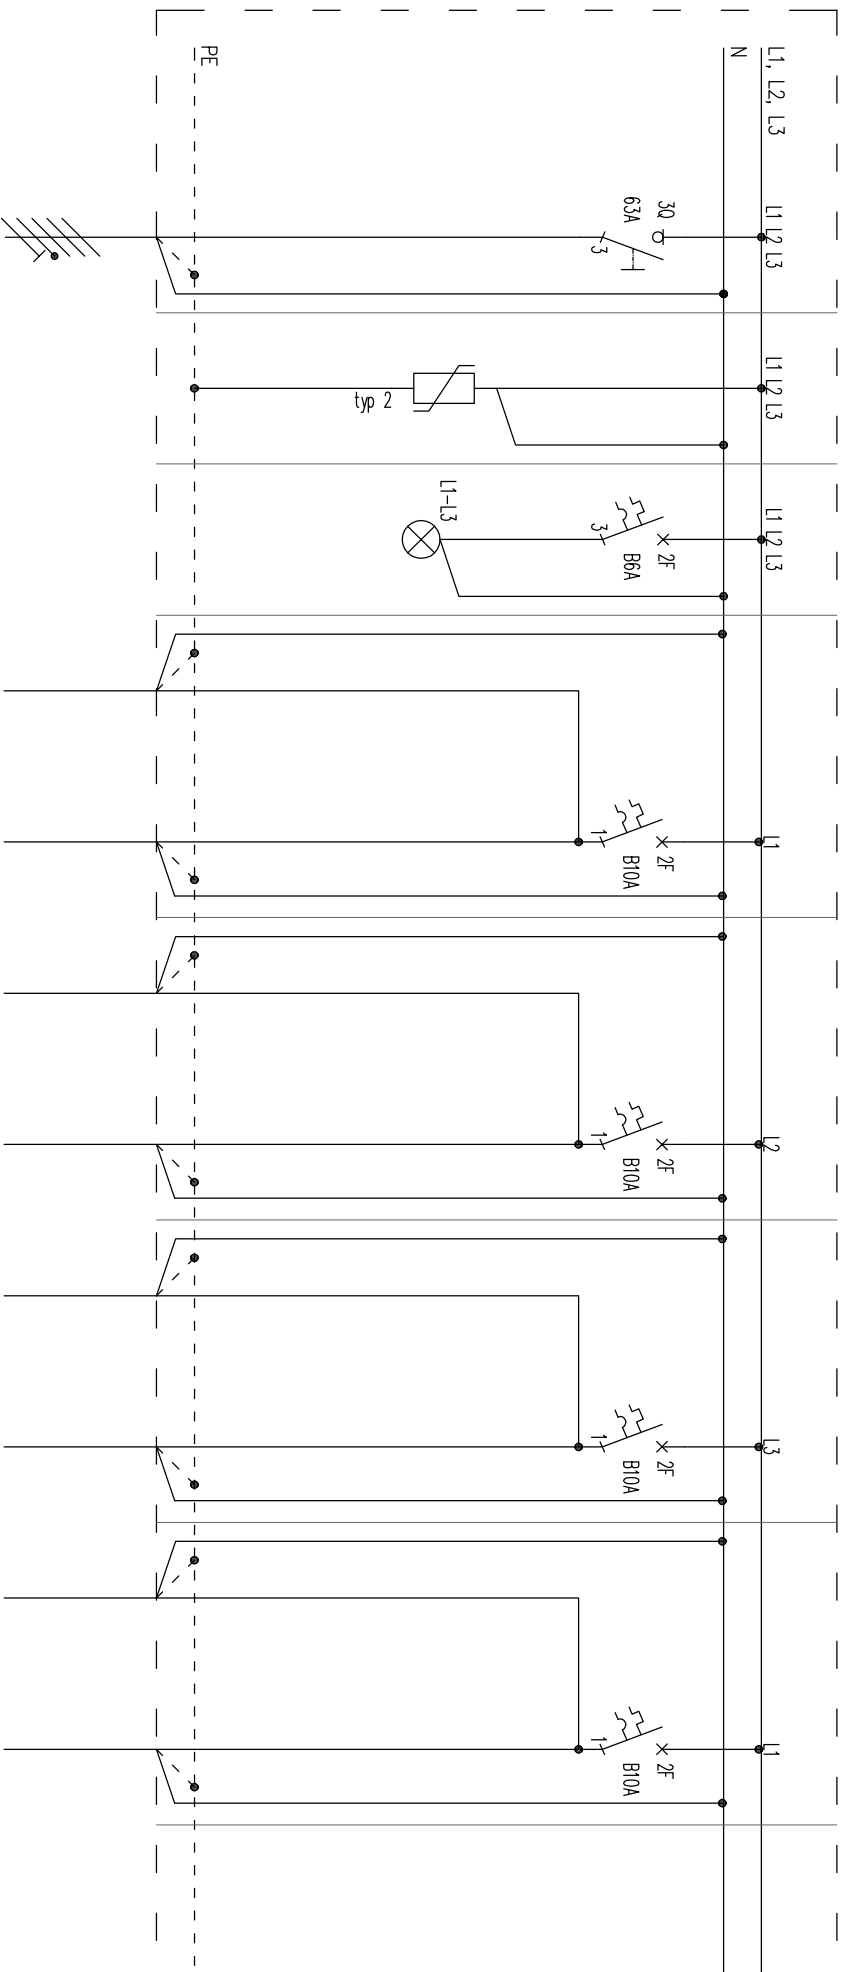 L1, L2, L3
N
PE
L1 L2 L3
3Q
63A
3
L1 L2 L3
typ 2
L1 L2 L3
2F
B6A
3
L1-L3
L1
2F
B10A
1
L2
2F
B10A
1
L3
2F
B10A
1
L1
2F
B10A
1